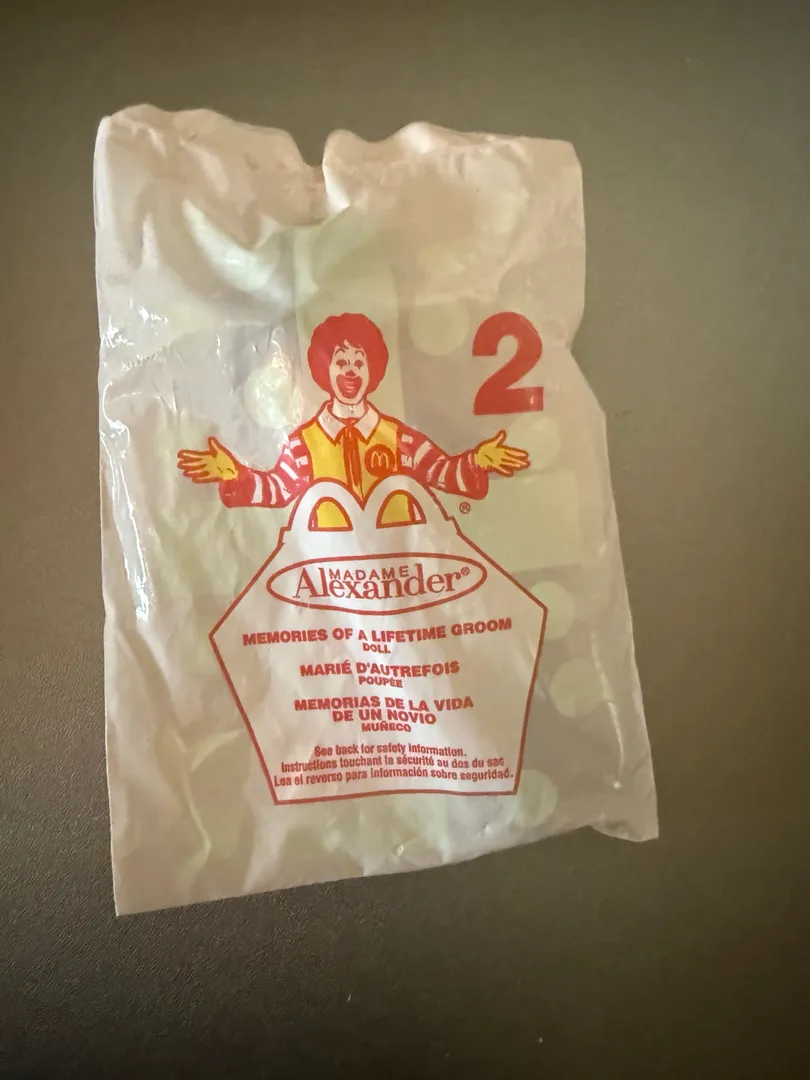 2
M
®
MADAME
Alexander®
MEMORIES OF A LIFETIME GROOM
DOLL
MARIÉ D'AUTREFOIS
POUPÉE
MEMORIAS DE LA VIDA
DE UN NOVIO
MUÑECO
See back for safety information.
Instructions touchant la sécurité au dos du sac
Lea el reverso para información sobre seguridad.